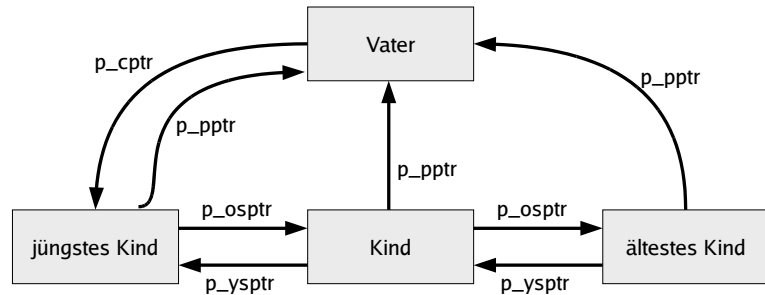 Vater
p_cptr
p_pptr
p_pptr
p_pptr
p_osptr
p_osptr
jüngstes Kind
Kind
ältestes Kind
p_ysptr
p_ysptr